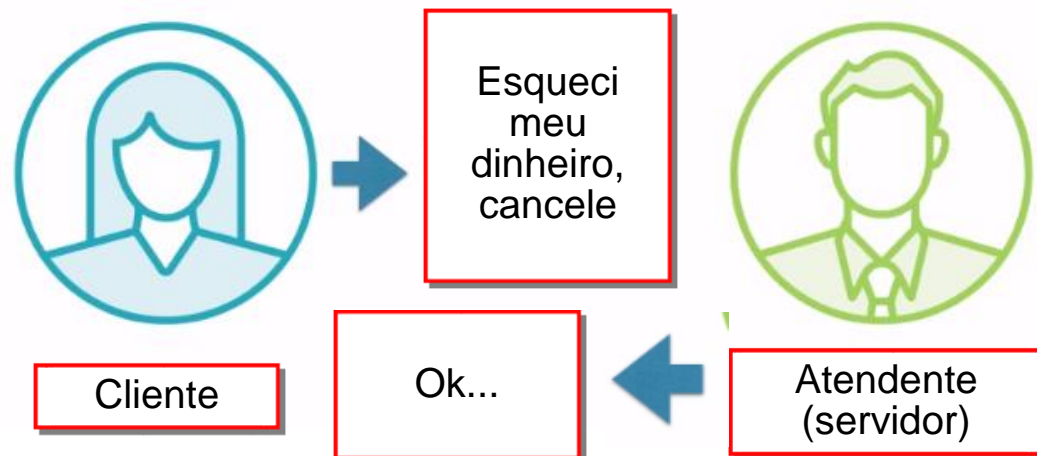 Esqueci
meu
dinheiro,
cancele
Cliente
Ok...
Atendente
(servidor)